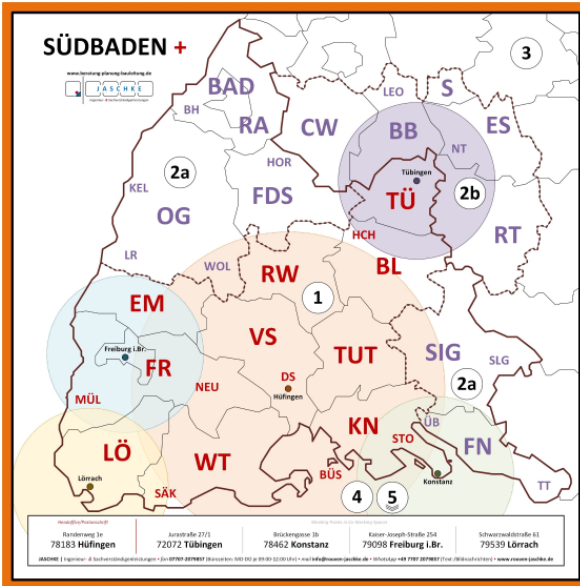 SÜDBADEN +
www.beratung-planung-bauleitung.de
JASCHKE
3
BAD
LEO
S
BH
RA
CW
BB
ES
NT
HOR
2a
Tübingen
KEL
FDS
TÜ
2b
OG
HCH
RT
LR
WOL
RW
BL
EM
1
VS
Freiburg i.Br.
FR
TUT
SIG
SLG
NEU
DS
2a
MÜL
Hüfingen
KN
ÜB
LÖ
WT
STO
FN
Lörrach
BÜS
Konstanz
SÄK
4
5
TT
Randenweg 1e
Jurastraße 27/1
Brückengasse 1b
Kaiser-Joseph-Straße 254
Schwarzwaldstraße 61
78183 Hüfingen
72072 Tübingen
78462 Konstanz
79098 Freiburg i.Br.
79539 Lörrach